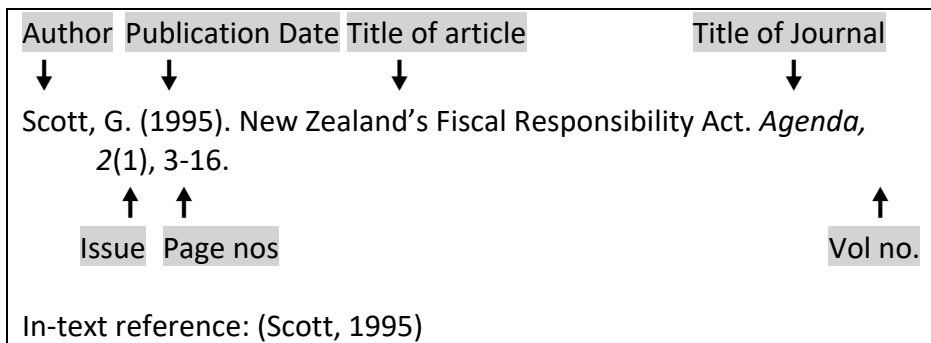 Author Publication Date Title of article Title of Journal
Scott, G. (1995). New Zealand’s Fiscal Responsibility Act. Agenda,
2(1), 3-16.
Issue Page nos Vol no.
In-text reference: (Scott, 1995)